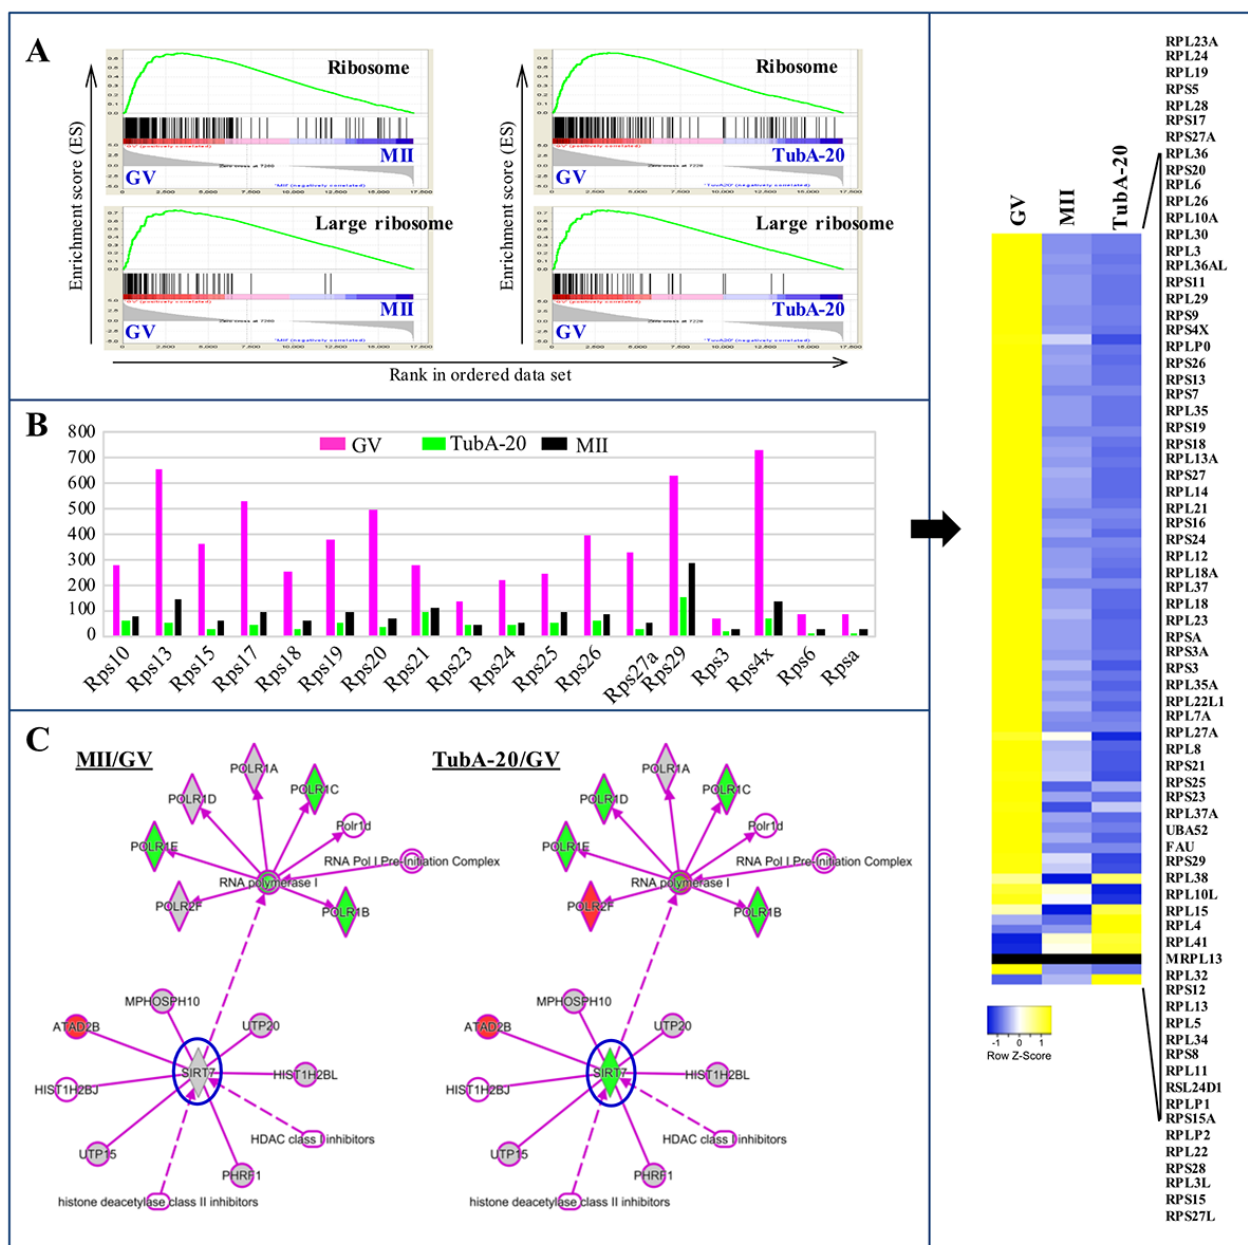 A
Enrichment score (ES)
Ribosome
MII
GV
Large ribosome
MII
GV
Enrichment score (ES)
Ribosome
TubA-20
GV
Large ribosome
TubA-20
GV
Rank in ordered data set
B
800
700
600
500
400
300
200
100
0
GV TubA-20 MII
Rps10 Rps13 Rps15 Rps17 Rps18 Rps19 Rps20 Rps21 Rps23 Rps24 Rps25 Rps26 Rps27a Rps29 Rps3 Rps4x Rps6 Rpsa
C
MII/GV
POLR1A
POLR1D
POLR1C
Polr1d
POLR1E
RNA Pol I Pre-Initiation Complex
RNA polymerase I
POLR2F
POLR1B
MPHOSPH10
ATAD2B
UTP20
SIRT7
HIST1H2BL
HIST1H2BJ
HDAC class I inhibitors
UTP15
PHRF1
histone deacetylase class II inhibitors
TubA-20/GV
POLR1A
POLR1D
POLR1C
Polr1d
POLR1E
RNA Pol I Pre-Initiation Complex
RNA polymerase I
POLR2F
POLR1B
MPHOSPH10
ATAD2B
UTP20
SIRT7
HIST1H2BL
HIST1H2BJ
HDAC class I inhibitors
UTP15
PHRF1
histone deacetylase class II inhibitors
GV MII TubA-20
-1 0 1
Row Z-Score
RPL23A
RPL24
RPL19
RPS5
RPL28
RPS17
RPS27A
RPL36
RPS20
RPL6
RPL26
RPL10A
RPL30
RPL3
RPL36AL
RPS11
RPL29
RPS9
RPS4X
RPLP0
RPS26
RPS13
RPS7
RPL35
RPS19
RPS18
RPL13A
RPS27
RPL14
RPL21
RPS16
RPS24
RPL12
RPL18A
RPL37
RPL18
RPL23
RPSA
RPS3A
RPS3
RPL35A
RPL22L1
RPL7A
RPL27A
RPL8
RPS21
RPS25
RPS23
RPL37A
UBA52
FAU
RPS29
RPL38
RPL10L
RPL15
RPL4
RPL41
MRPL13
RPL32
RPS12
RPL13
RPL5
RPL34
RPS8
RPL11
RSL24D1
RPLP1
RPS15A
RPLP2
RPL22
RPS28
RPL3L
RPS15
RPS27L